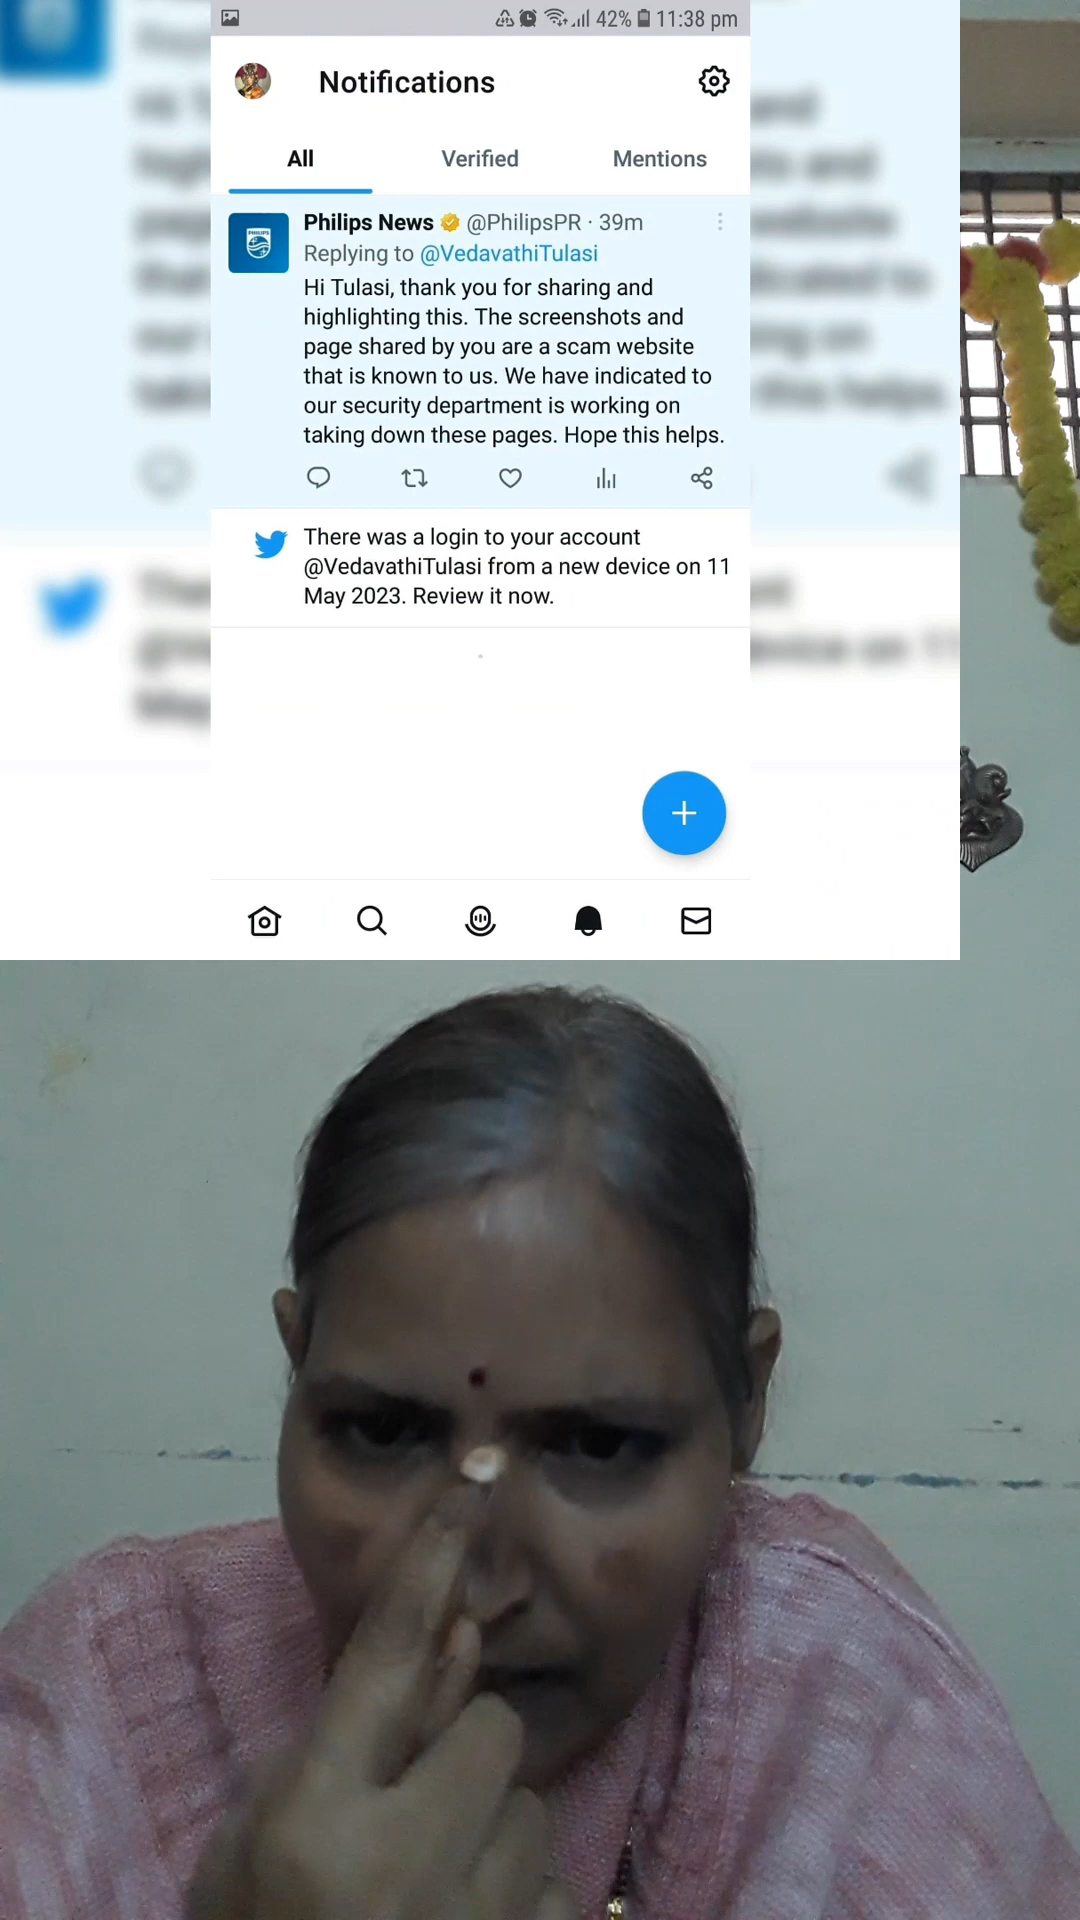 42% 11:38 pm
Notifications
All Verified Mentions
PHILIPS
Philips News @PhilipsPR · 39m
Replying to @VedavathiTulasi
Hi Tulasi, thank you for sharing and
highlighting this. The screenshots and
page shared by you are a scam website
that is known to us. We have indicated to
our security department is working on
taking down these pages. Hope this helps.
There was a login to your account
@VedavathiTulasi from a new device on 11
May 2023. Review it now.